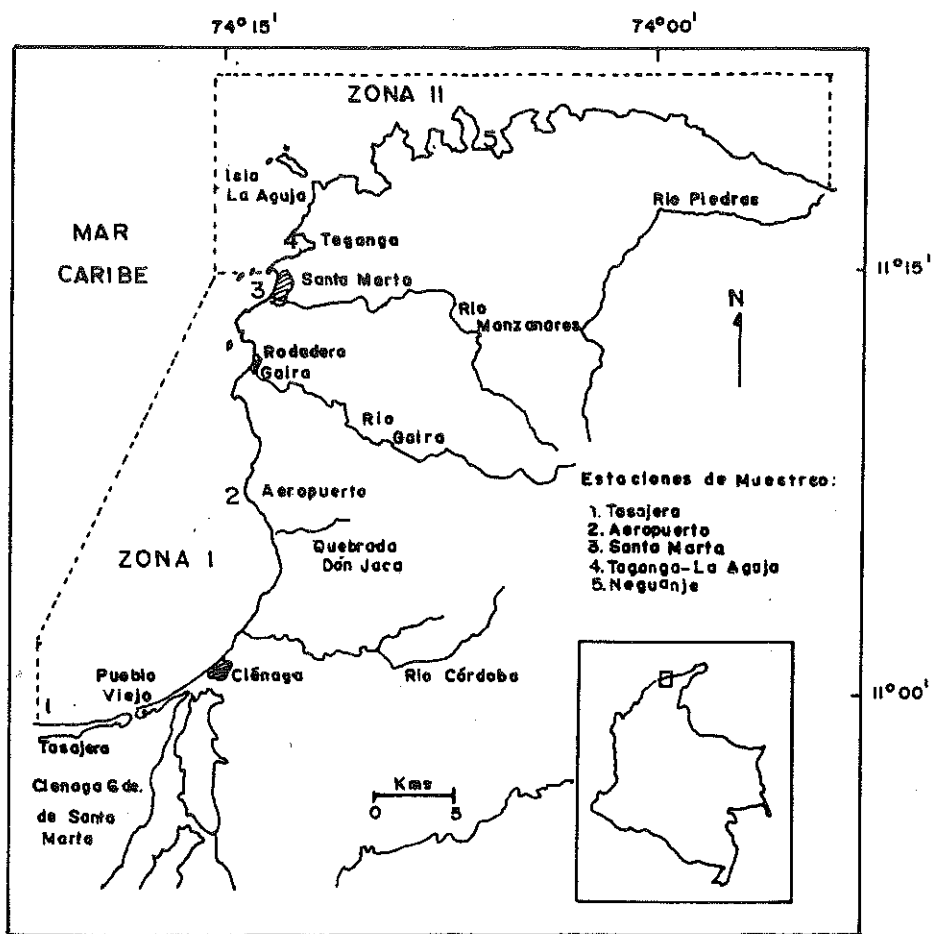 74° 15'
74° 00'
ZONA II
5
Isla
La Aguja
Rio Piedras
MAR
CARIBE
4
Taganga
11° 15'
3
Santa Marta
N
Rio
Manzanares
Rodadero
Gaira
Rio
Gaira
Estaciones de Muestreo:
1. Tasajera
2. Aeropuerto
3. Santa Marta
4. Taganga-La Aguja
5. Neguanje
2
Aeropuerto
ZONA I
Quebrada
Don Jaca
Pueblo
Viejo
Ciénaga
Rio Córdoba
11° 00'
1
Tasajera
Cienaga G de.
de Santa
Marta
Kms
0 5